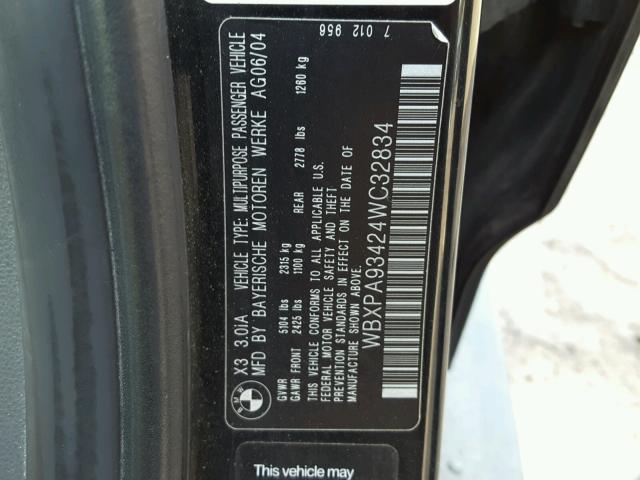 7 012 956
X3 3.0iA VEHICLE TYPE: MULTIPURPOSE PASSENGER VEHICLE
MFD BY BAYERISCHE MOTOREN WERKE AG06/04
GVWR 5104 lbs 2315 kg
GAWR FRONT 2425 lbs 1100 kg REAR 2778 lbs 1260 kg
THIS VEHICLE CONFORMS TO ALL APPLICABLE U.S.
FEDERAL MOTOR VEHICLE SAFETY AND THEFT
PREVENTION STANDARDS IN EFFECT ON THE DATE OF
MANUFACTURE SHOWN ABOVE.
WBXPA93424WC32834
BMW
This vehicle may